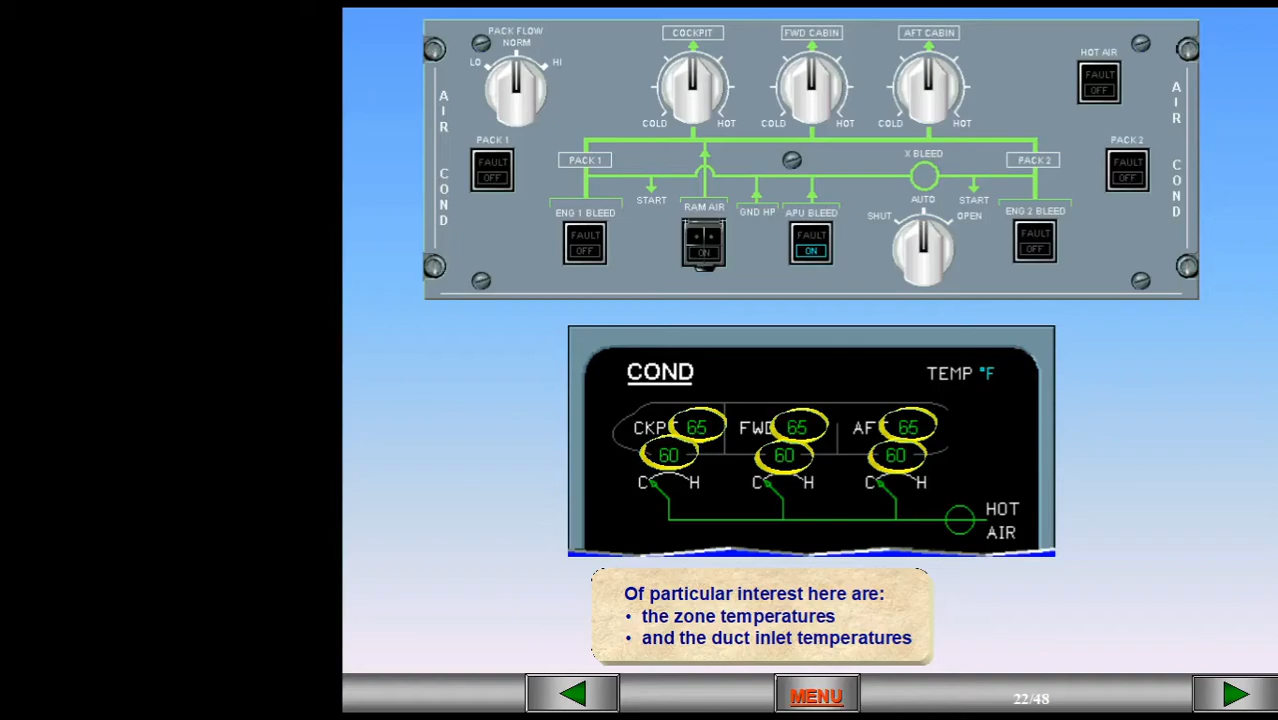 PACK FLOW
NORM
LO HI
COCKPIT
FWD CABIN
AFT CABIN
HOT AIR
FAULT
OFF
COLD HOT
COLD HOT
COLD HOT
AIR
COND
AIR
COND
PACK 1
FAULT
OFF
PACK 1
X BLEED
PACK 2
PACK 2
FAULT
OFF
START
RAM AIR
GND HP
APU BLEED
AUTO
START
ENG 1 BLEED
FAULT
OFF
ON
FAULT
ON
SHUT OPEN
ENG 2 BLEED
FAULT
OFF
COND TEMP °F
CKPT 65 FWD 65 AFT 65
60 60 60
C H C H C H
HOT
AIR
Of particular interest here are:
• the zone temperatures
• and the duct inlet temperatures
MENU
22/48